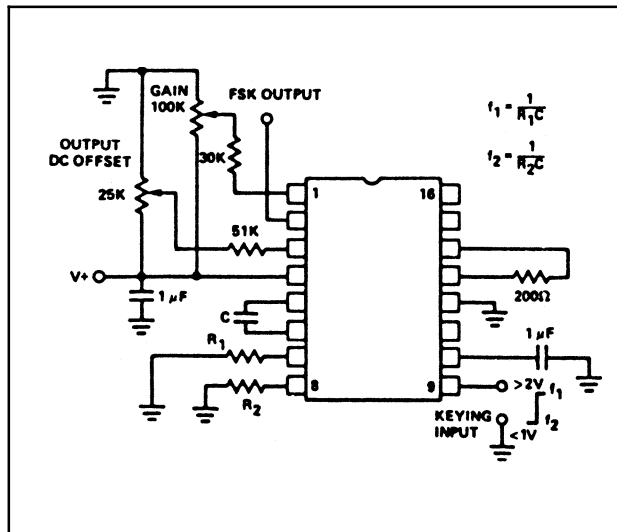 GAIN
100K
FSK OUTPUT
f1 = 1/R1C
OUTPUT
DC OFFSET
30K
f2 = 1/R2C
25K
1
16
51K
V+
1 µF
200Ω
C
R1
1 µF
R2
8
9
>2V
f1
KEYING
INPUT
<1V
f2